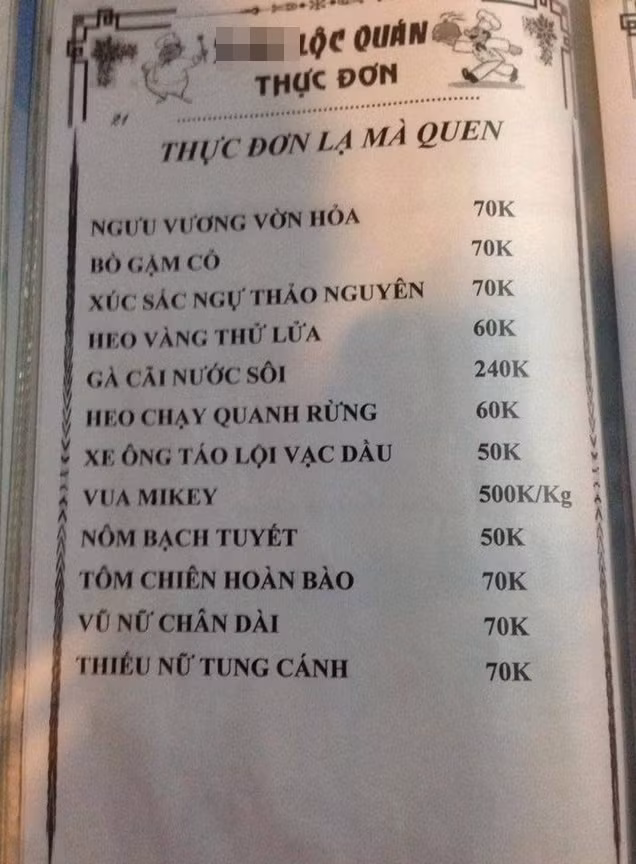 LỘC QUÁN
THỰC ĐƠN
21
THỰC ĐƠN LẠ MÀ QUEN
NGƯU VƯƠNG VỜN HỎA 70K
BÒ GẶM CỎ 70K
XÚC SẮC NGỰ THẢO NGUYÊN 70K
HEO VÀNG THỬ LỬA 60K
GÀ CÃI NƯỚC SÔI 240K
HEO CHẠY QUANH RỪNG 60K
XE ÔNG TÁO LỘI VẠC DẦU 50K
VUA MIKEY 500K/Kg
NỘM BẠCH TUYẾT 50K
TÔM CHIÊN HOÀN BÀO 70K
VŨ NỮ CHÂN DÀI 70K
THIẾU NỮ TUNG CÁNH 70K